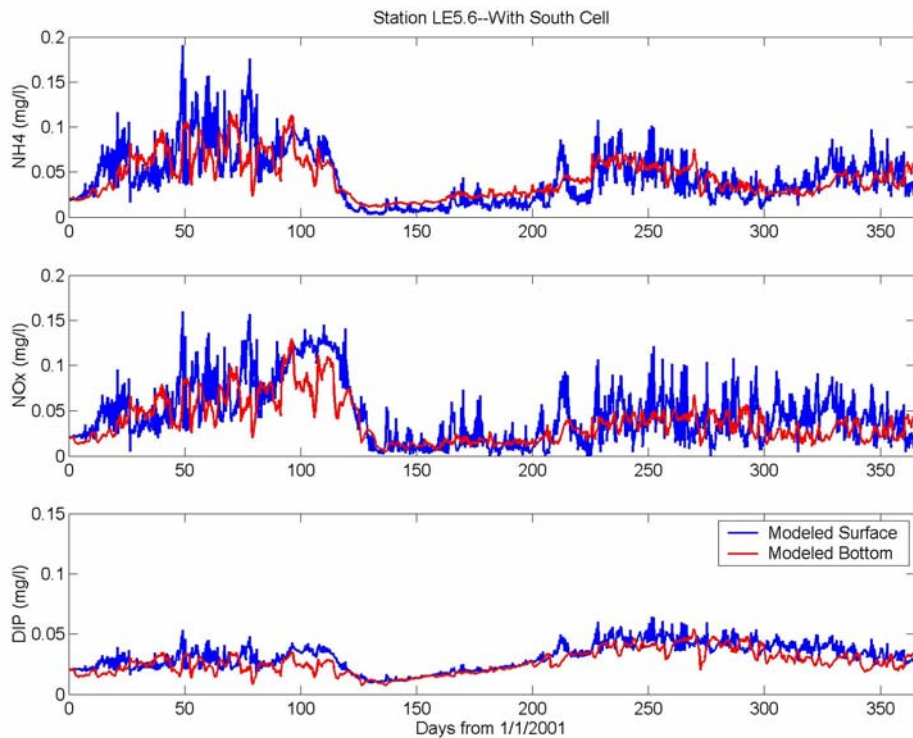 Station LE5.6--With South Cell
NH4 (mg/l)
0.2
0.15
0.1
0.05
0
0 50 100 150 200 250 300 350
NOx (mg/l)
0.2
0.15
0.1
0.05
0
0 50 100 150 200 250 300 350
DIP (mg/l)
0.15
0.1
0.05
0
Modeled Surface
Modeled Bottom
0 50 100 150 200 250 300 350
Days from 1/1/2001